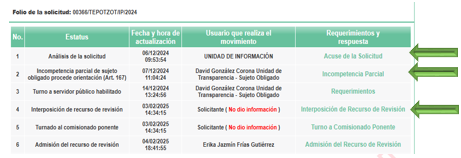 Folio de la solicitud: 00366/TEPOTZOT/IP/2024
No. Estatus Fecha y hora de actualización Usuario que realiza el movimiento Requerimientos y respuesta
1 Análisis de la solicitud 06/12/2024 09:53:54 UNIDAD DE INFORMACIÓN Acuse de la Solicitud
2 Incompetencia parcial de sujeto obligado procede orientación (Art. 167) 07/12/2024 11:04:24 David González Corona Unidad de Transparencia - Sujeto Obligado Incompetencia Parcial
3 Turno a servidor público habilitado 14/12/2024 13:24:56 David González Corona Unidad de Transparencia - Sujeto Obligado Requerimientos
4 Interposición de recurso de revisión 03/02/2025 14:34:15 Solicitante ( No dio información ) Interposición de Recurso de Revisión
5 Turnado al comisionado ponente 03/02/2025 14:34:15 Solicitante ( No dio información ) Turno a Comisionado Ponente
6 Admisión del recurso de revisión 04/02/2025 18:41:55 Erika Jazmín Frías Gutiérrez Admisión del Recurso de Revisión